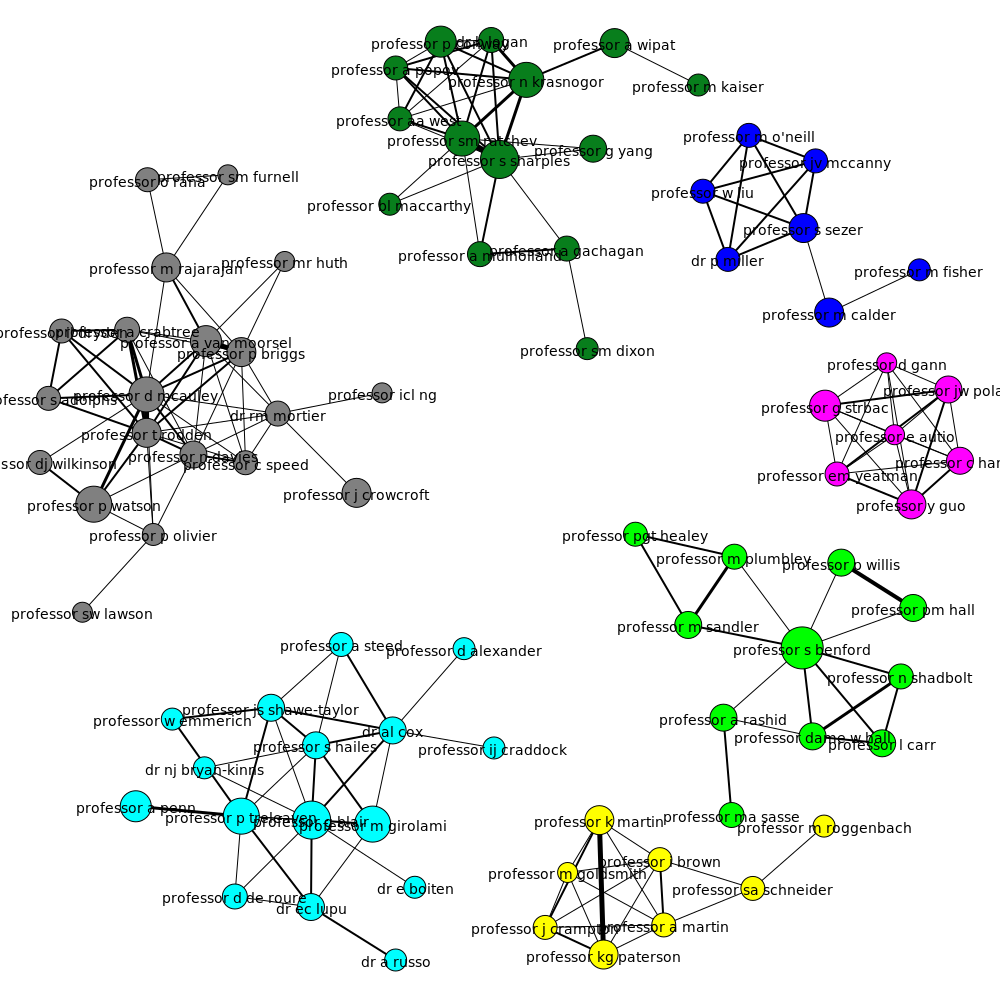 professor p conway
dr b logan
professor a wipat
professor a popov
professor n krasnogor
professor m kaiser
professor aa west
professor sm ratchev
professor s sharples
professor g yang
professor bl maccarthy
professor a mulholland
professor a gachagan
professor sm dixon
professor m o'neill
professor jv mccanny
professor w liu
professor s sezer
dr p miller
professor m fisher
professor m calder
professor o rana
professor sm furnell
professor m rajarajan
professor mr huth
professor a crabtree
professor a van moorsel
professor p briggs
professor d mcauley
professor icl ng
dr rm mortier
professor t rodden
professor n davies
professor c speed
professor dj wilkinson
professor p watson
professor j crowcroft
professor p olivier
professor sw lawson
professor d gann
professor jw pola
professor g strbac
professor e autio
professor c har
professor em yeatman
professor y guo
professor pgt healey
professor m plumbley
professor p willis
professor pm hall
professor m sandler
professor s benford
professor n shadbolt
professor a rashid
professor dame w hall
professor l carr
professor ma sasse
professor a steed
professor d alexander
professor js shawe-taylor
professor w emmerich
dr al cox
professor s hailes
professor ij craddock
dr nj bryan-kinns
professor a penn
professor p treleaven
professor g blair
professor m girolami
professor d de roure
dr e boiten
dr ec lupu
dr a russo
professor k martin
professor m roggenbach
professor i brown
professor m goldsmith
professor sa schneider
professor j crampton
professor a martin
professor kg paterson